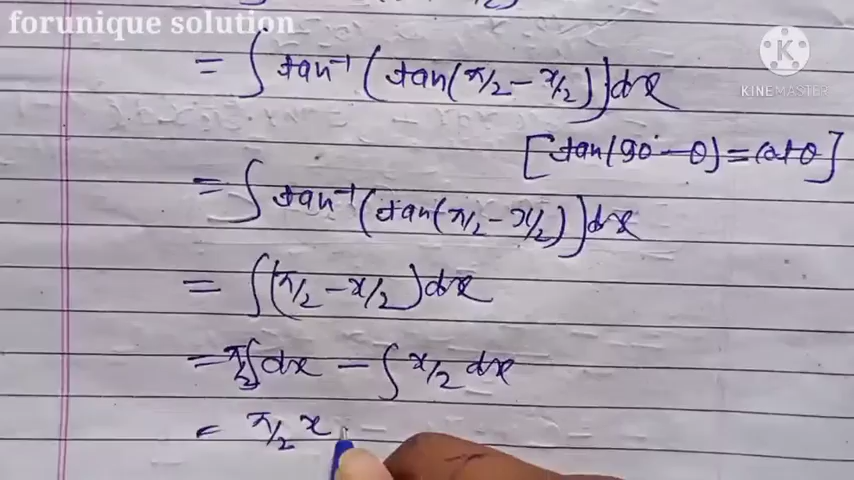 forunique solution
KINEMASTER
= ∫ tan⁻¹ (tan(π/2 − x/2)) dx
[tan(90° − θ) = cot θ]
= ∫ tan⁻¹ (tan(π/2 − x/2)) dx
= ∫ (π/2 − x/2) dx
= π/2 ∫ dx − ∫ x/2 dx
= π/2 x